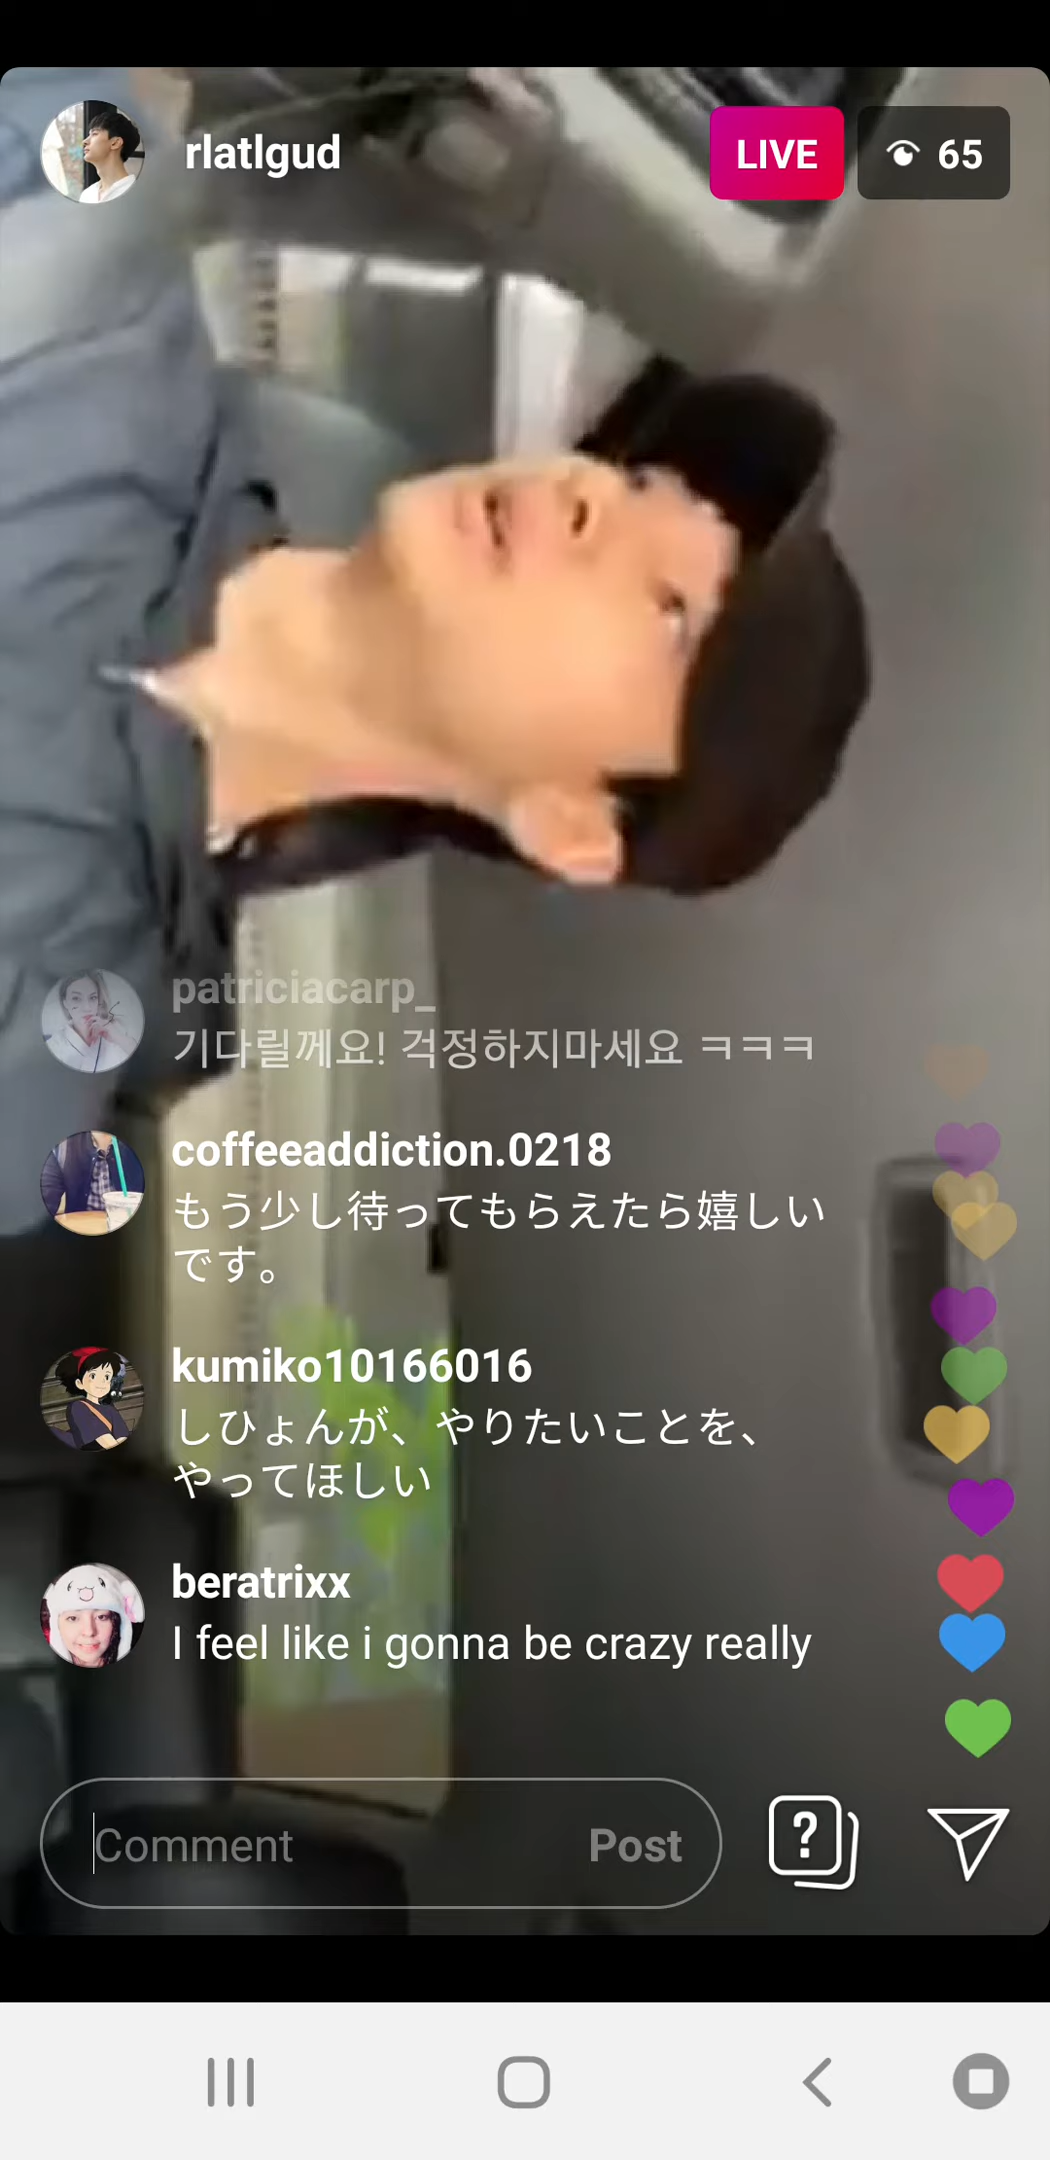 rlatlgud
LIVE
65
patriciacarp_
기다릴께요! 걱정하지마세요 ㅋㅋㅋ
coffeeaddiction.0218
もう少し待ってもらえたら嬉しい
です。
kumiko10166016
しひょんが、やりたいことを、
やってほしい
beratrixx
I feel like i gonna be crazy really
Comment
Post
?